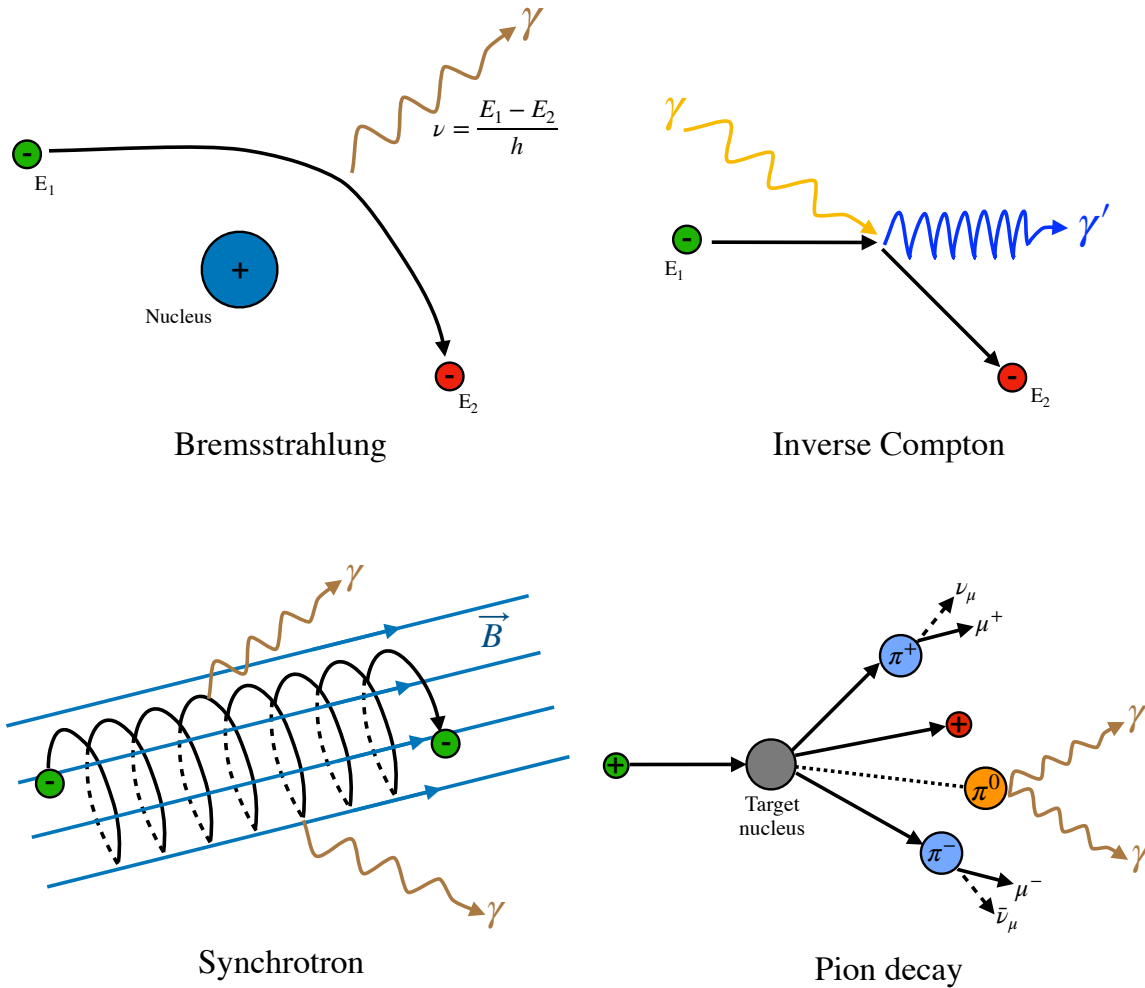 γ
ν = (E₁ − E₂) / h
-
E₁
+
Nucleus
-
E₂
Bremsstrahlung
γ
-
E₁
γ′
-
E₂
Inverse Compton
γ
B⃗
-
-
γ
Synchrotron
ν_μ
μ⁺
π⁺
+
+
γ
π⁰
Target
nucleus
γ
π⁻
μ⁻
ν̄_μ
Pion decay